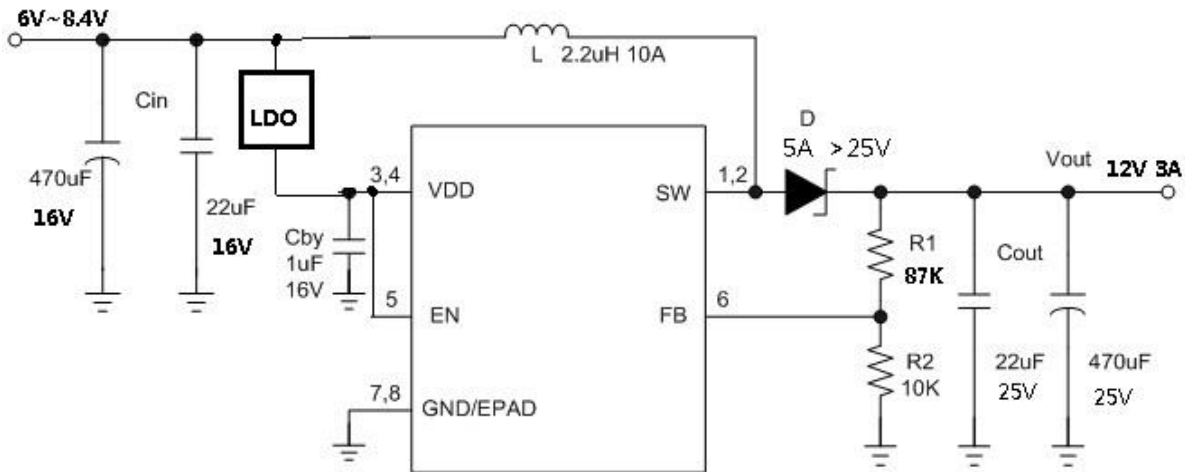 6V~8.4V
L 2.2uH 10A
Cin
LDO
D
5A >25V
Vout 12V 3A
470uF
16V
22uF
16V
3,4
VDD
SW
1,2
Cby
1uF
16V
R1
87K
Cout
5
EN
FB
6
R2
10K
22uF
25V
470uF
25V
7,8
GND/EPAD